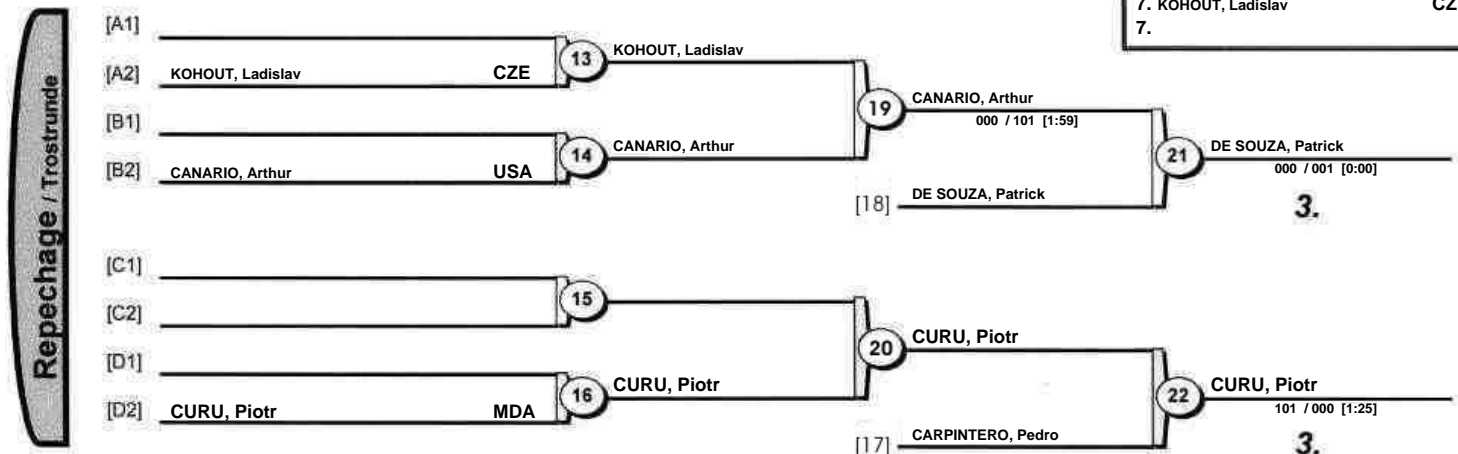 7. KOHOUT, Ladislav CZ
7.
Repechage / Trostrunde
[A1]
[A2] KOHOUT, Ladislav CZE
13 KOHOUT, Ladislav
[B1]
[B2] CANARIO, Arthur USA
14 CANARIO, Arthur
19 CANARIO, Arthur
000 / 101 [1:59]
[18] DE SOUZA, Patrick
21 DE SOUZA, Patrick
000 / 001 [0:00]
3.
[C1]
[C2]
15
[D1]
[D2] CURU, Piotr MDA
16 CURU, Piotr
20 CURU, Piotr
[17] CARPINTERO, Pedro
22 CURU, Piotr
101 / 000 [1:25]
3.